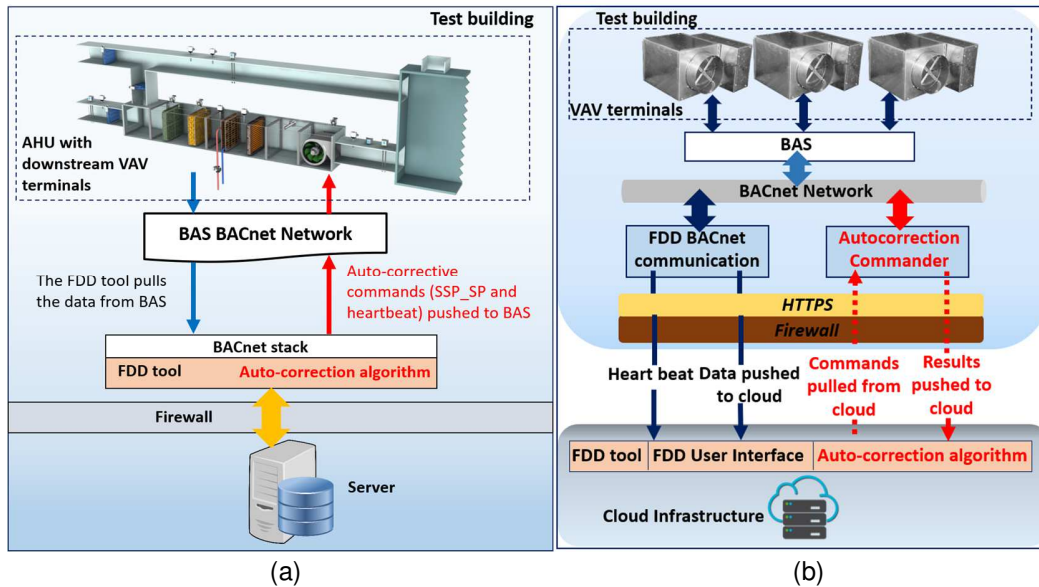 Test building
AHU with
downstream VAV
terminals
BAS BACnet Network
The FDD tool pulls
the data from BAS
Auto-corrective
commands (SSP_SP and
heartbeat) pushed to BAS
BACnet stack
FDD tool
Auto-correction algorithm
Firewall
Server
(a)
Test building
VAV terminals
BAS
BACnet Network
FDD BACnet
communication
Autocorrection
Commander
HTTPS
Firewall
Heart beat
Data pushed
to cloud
Commands
pulled from
cloud
Results
pushed to
cloud
FDD tool
FDD User Interface
Auto-correction algorithm
Cloud Infrastructure
(b)